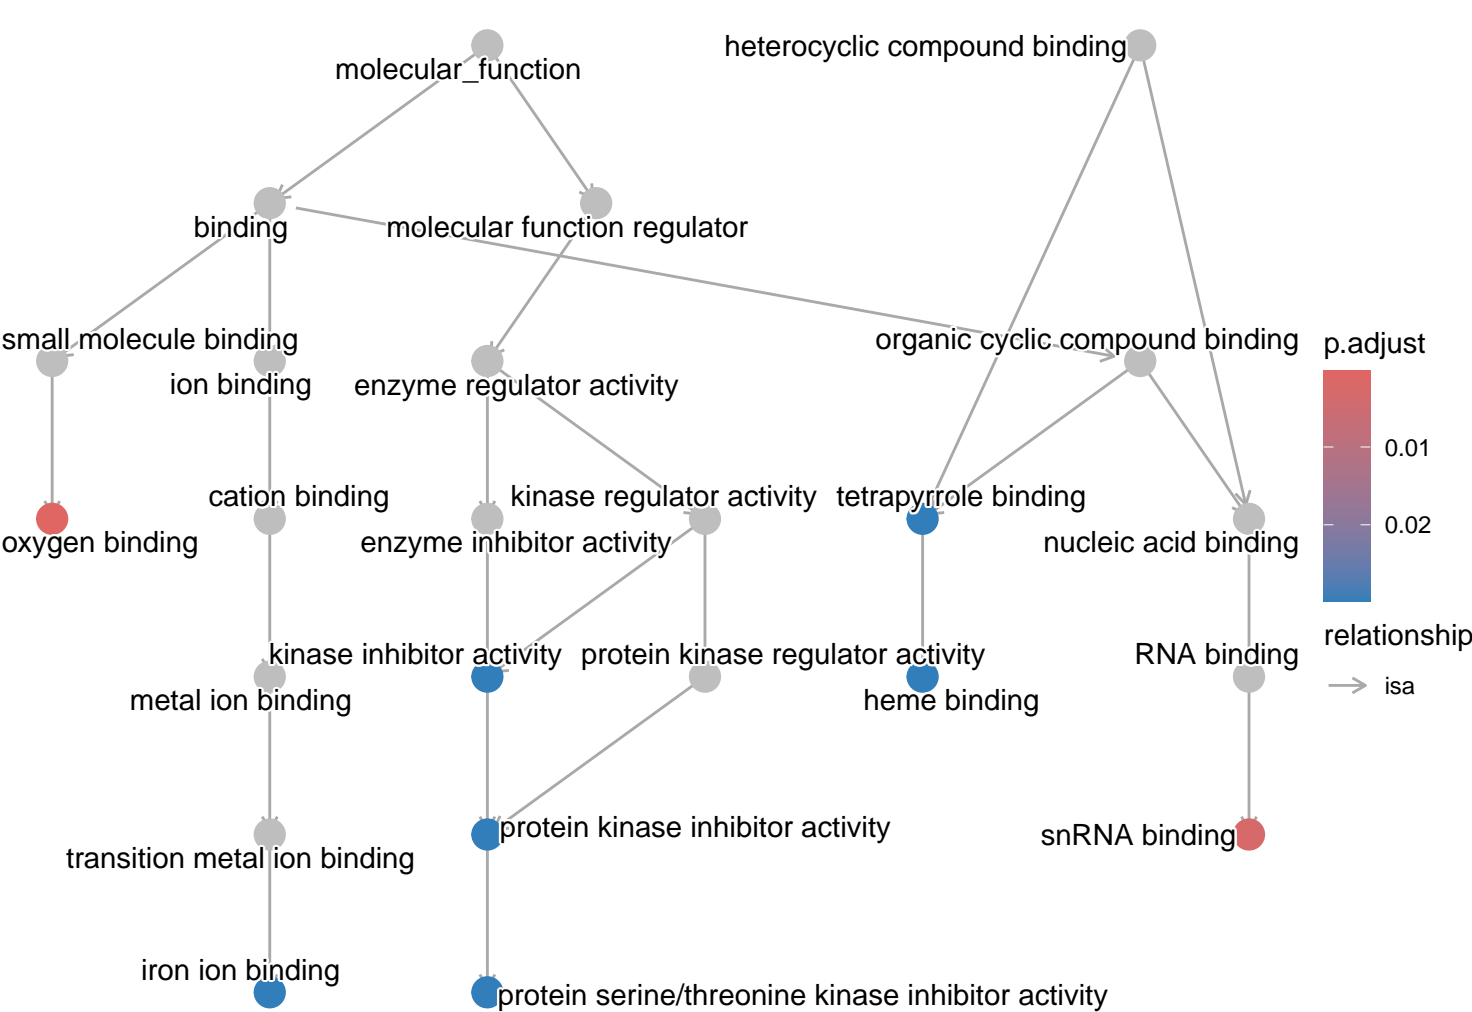 heterocyclic compound binding
molecular_function
binding
molecular function regulator
small molecule binding
organic cyclic compound binding
ion binding
enzyme regulator activity
cation binding
kinase regulator activity
tetrapyrrole binding
oxygen binding
enzyme inhibitor activity
nucleic acid binding
kinase inhibitor activity
protein kinase regulator activity
RNA binding
metal ion binding
heme binding
protein kinase inhibitor activity
snRNA binding
transition metal ion binding
iron ion binding
protein serine/threonine kinase inhibitor activity
p.adjust
0.01
0.02
relationship
isa